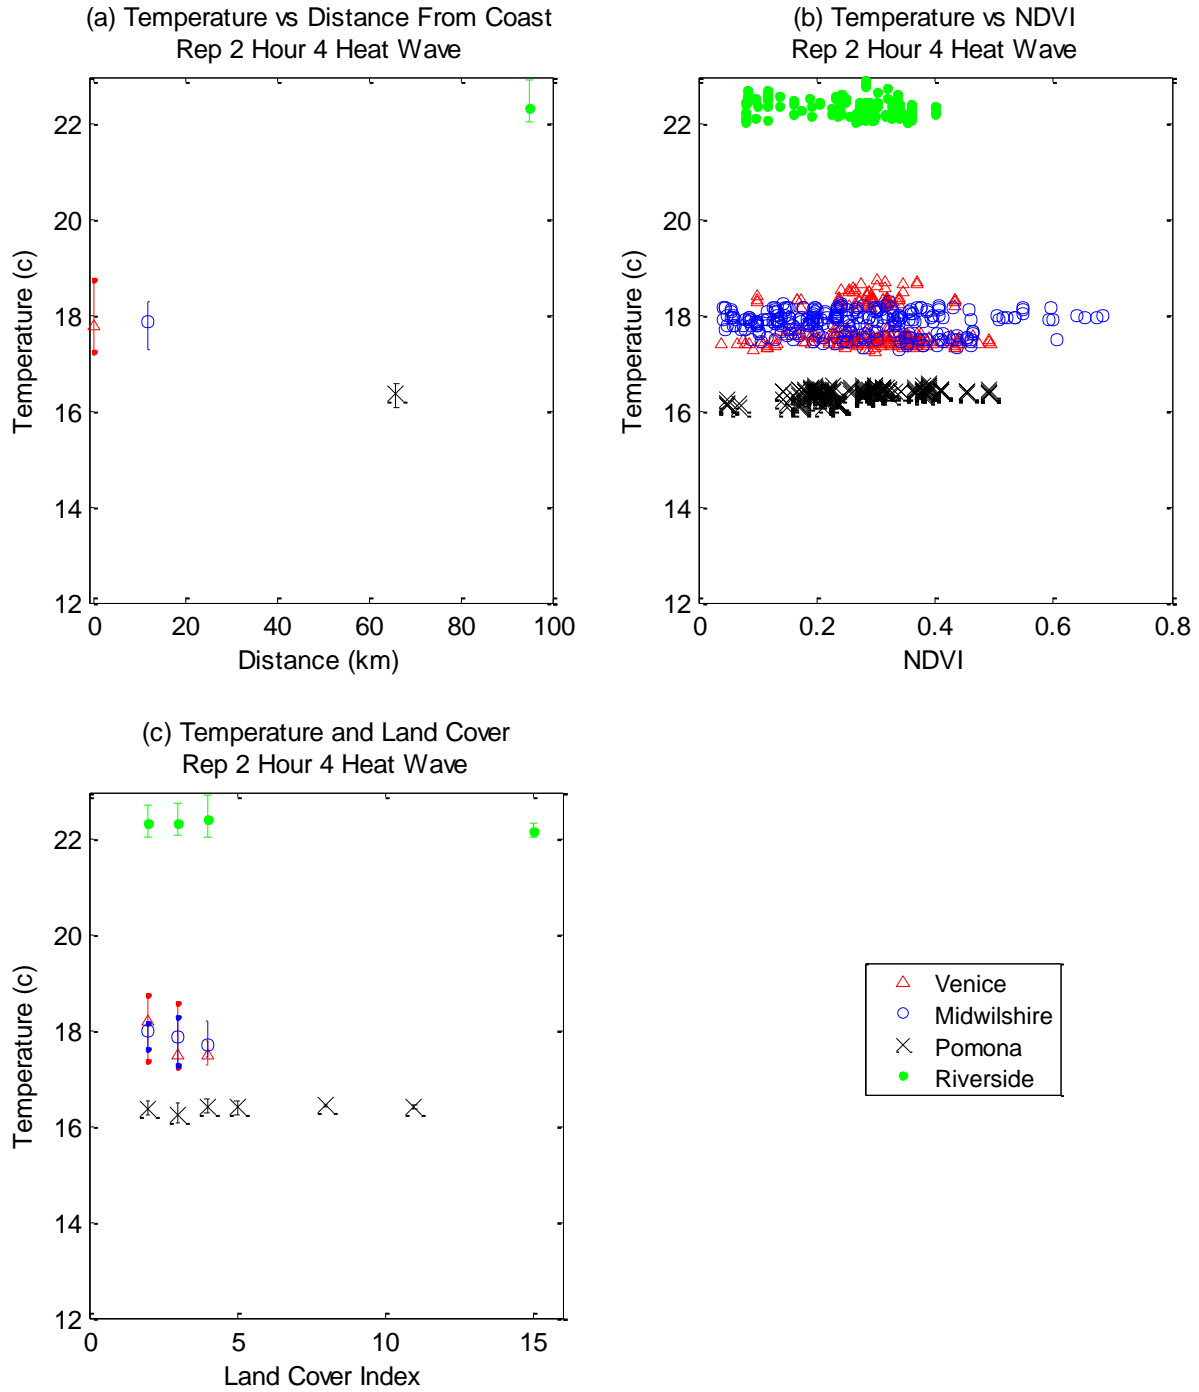 (a) Temperature vs Distance From Coast
Rep 2 Hour 4 Heat Wave
22
20
18
16
14
12
Temperature (c)
0 20 40 60 80 100
Distance (km)
(b) Temperature vs NDVI
Rep 2 Hour 4 Heat Wave
22
20
18
16
14
12
Temperature (c)
0 0.2 0.4 0.6 0.8
NDVI
(c) Temperature and Land Cover
Rep 2 Hour 4 Heat Wave
22
20
18
16
14
12
Temperature (c)
0 5 10 15
Land Cover Index
Venice
Midwilshire
Pomona
Riverside